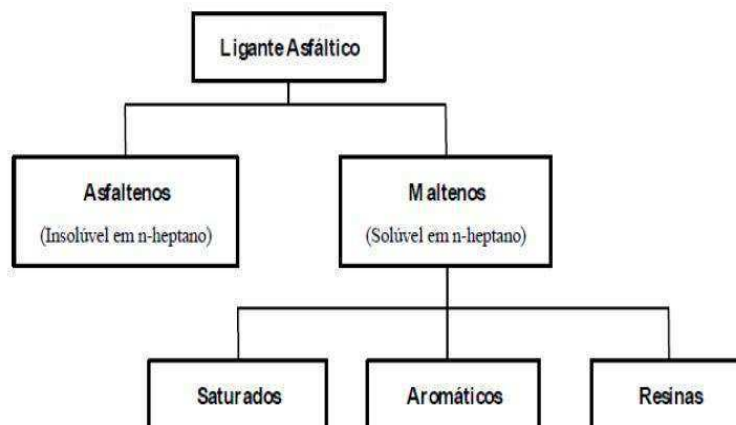 Ligante Asfáltico
Asfaltenos
(Insolúvel em n-heptano)
Maltenos
(Solúvel em n-heptano)
Saturados
Aromáticos
Resinas